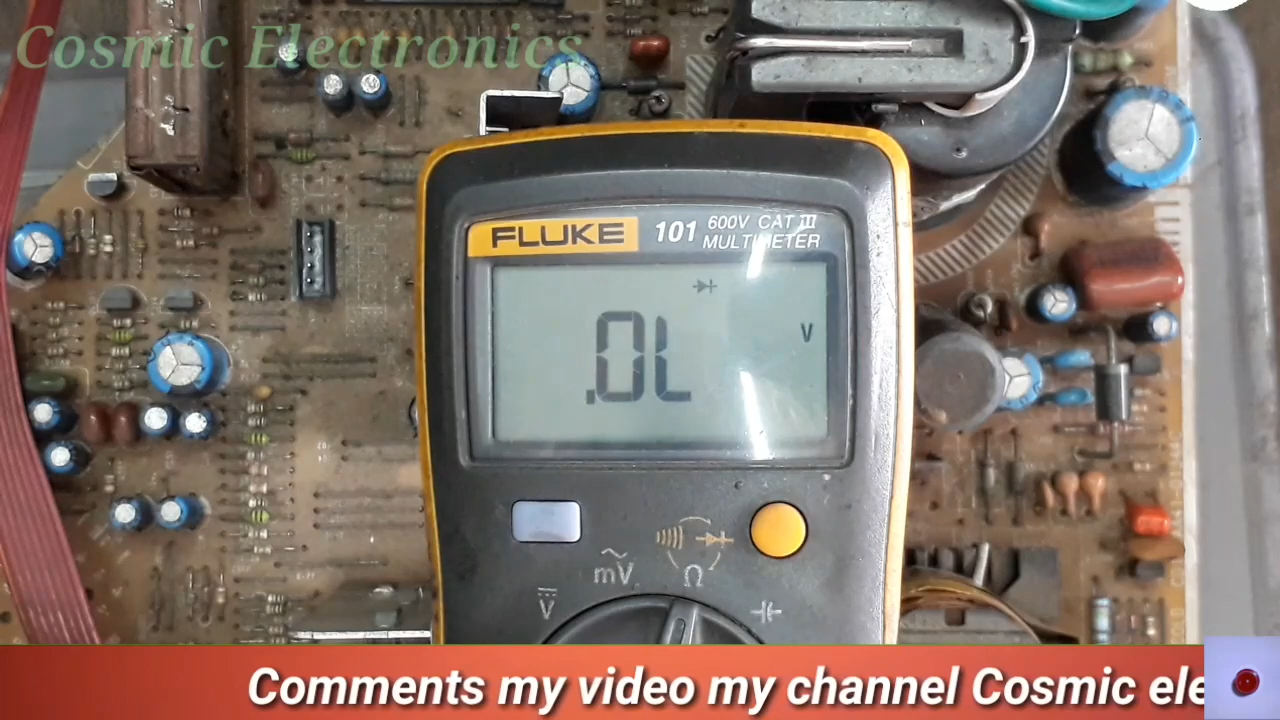 Cosmic Electronics
FLUKE
101
600V CAT III
MULTIMETER
.0L
V
mV
Ω
V
Comments my video my channel Cosmic ele